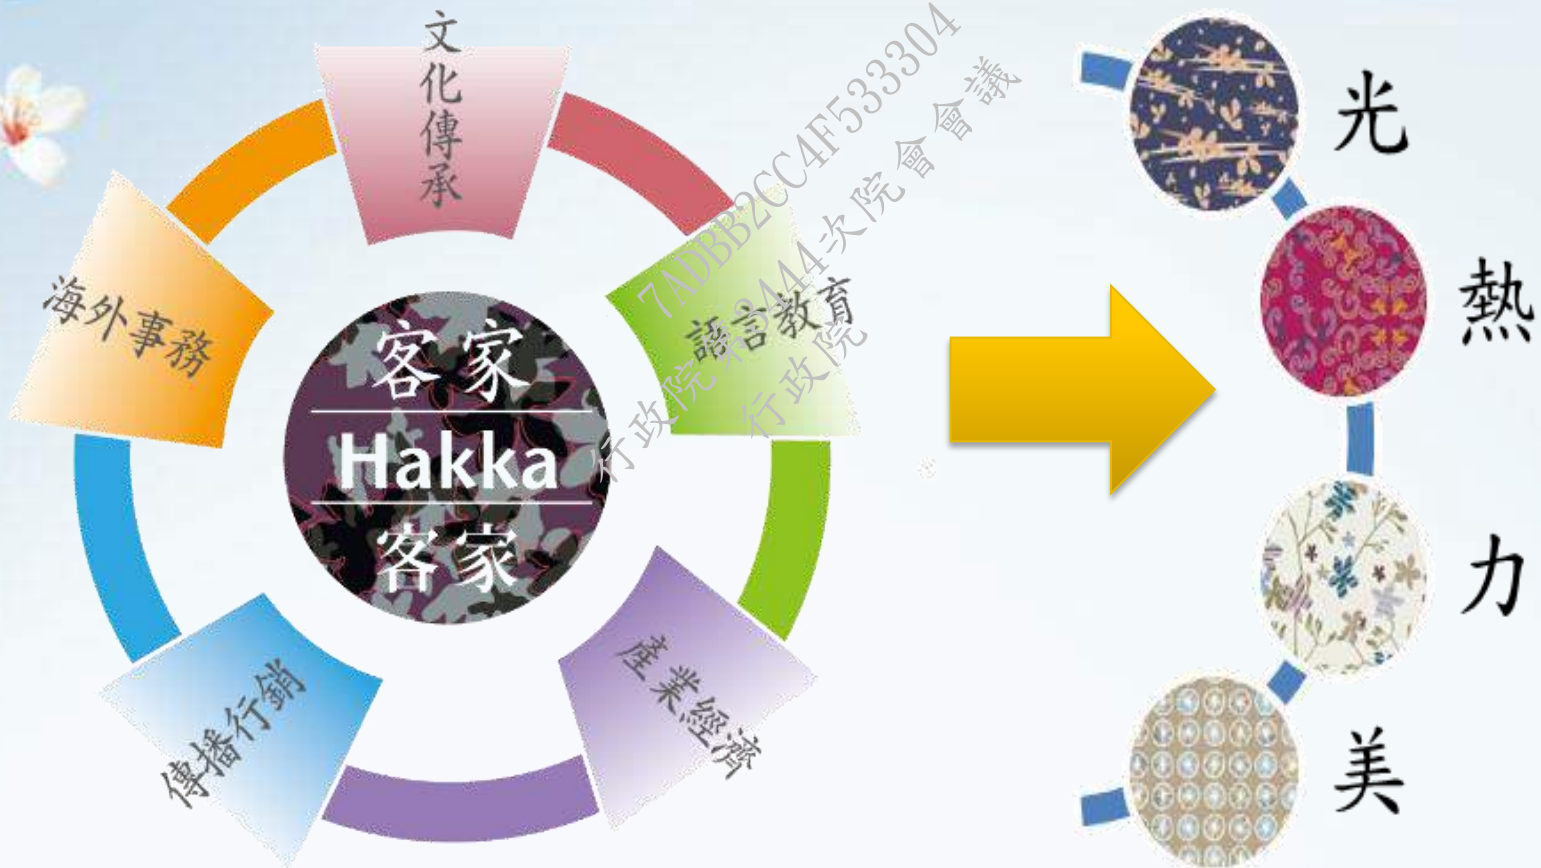 文化傳承
語言教育
產業經濟
傳播行銷
海外事務
客家
Hakka
客家
光
熱
力
美
7ADBB2CC4F533304
行政院第3444次院會會議
行政院